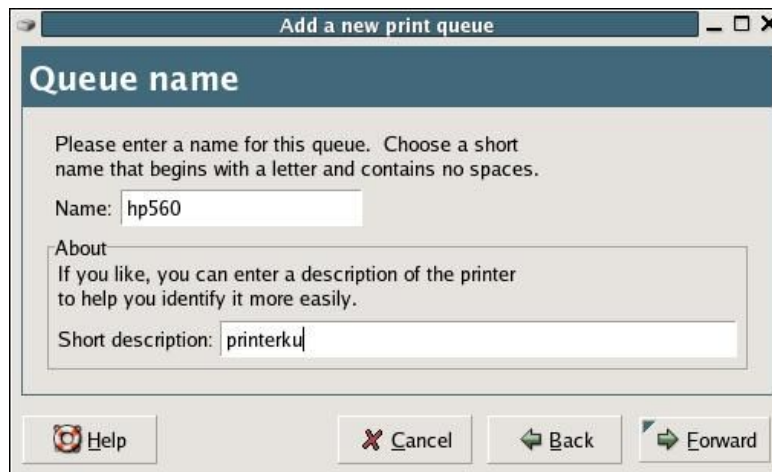 Add a new print queue
Queue name
Please enter a name for this queue.  Choose a short
name that begins with a letter and contains no spaces.
Name: hp560
About
If you like, you can enter a description of the printer
to help you identify it more easily.
Short description: printerku
Help
Cancel
Back
Forward